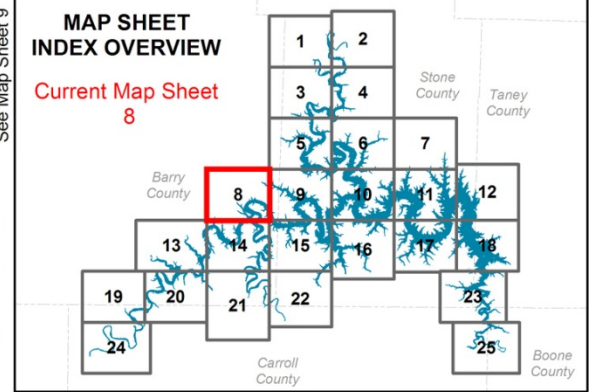 See Map Sheet 9
MAP SHEET
INDEX OVERVIEW
Current Map Sheet
8
1 2
Stone
County
3 4
Taney
County
5 6 7
Barry
County
8 9 10 11 12
13 14 15 16 17 18
19 20 21 22 23
24 25
Carroll
County
Boone
County